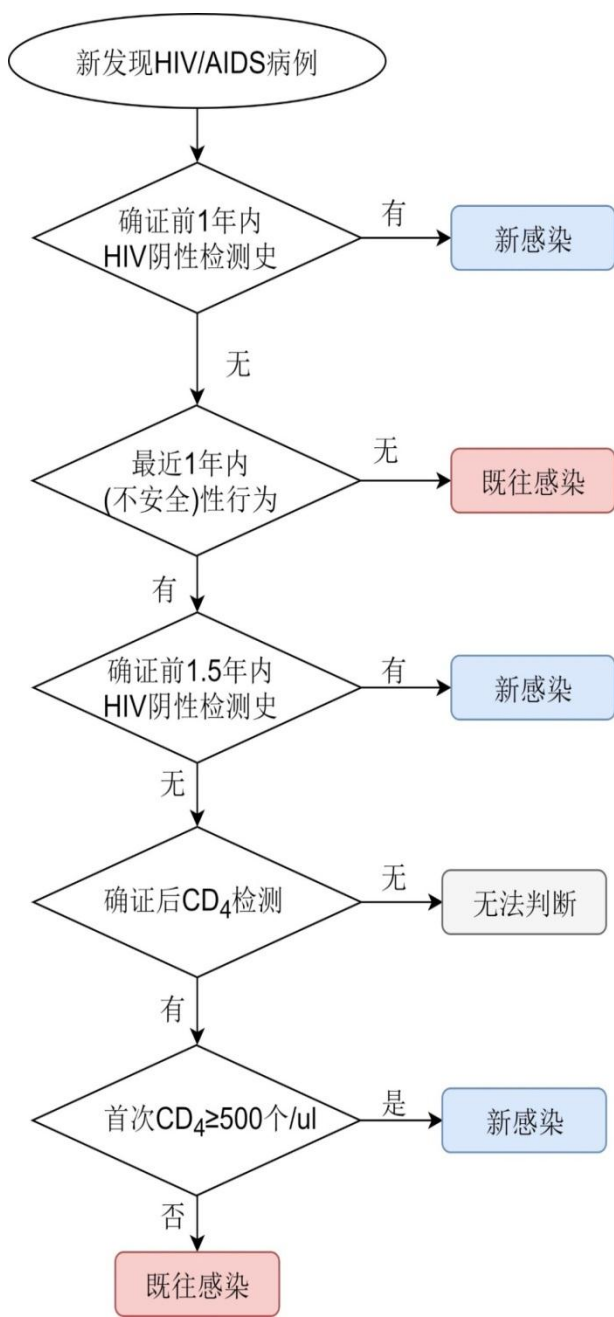 新发现HIV/AIDS病例
确证前1年内
HIV阴性检测史
有
新感染
无
最近1年内
(不安全)性行为
无
既往感染
有
确证前1.5年内
HIV阴性检测史
有
新感染
无
确证后CD₄检测
无
无法判断
有
首次CD₄≥500个/ul
是
新感染
否
既往感染